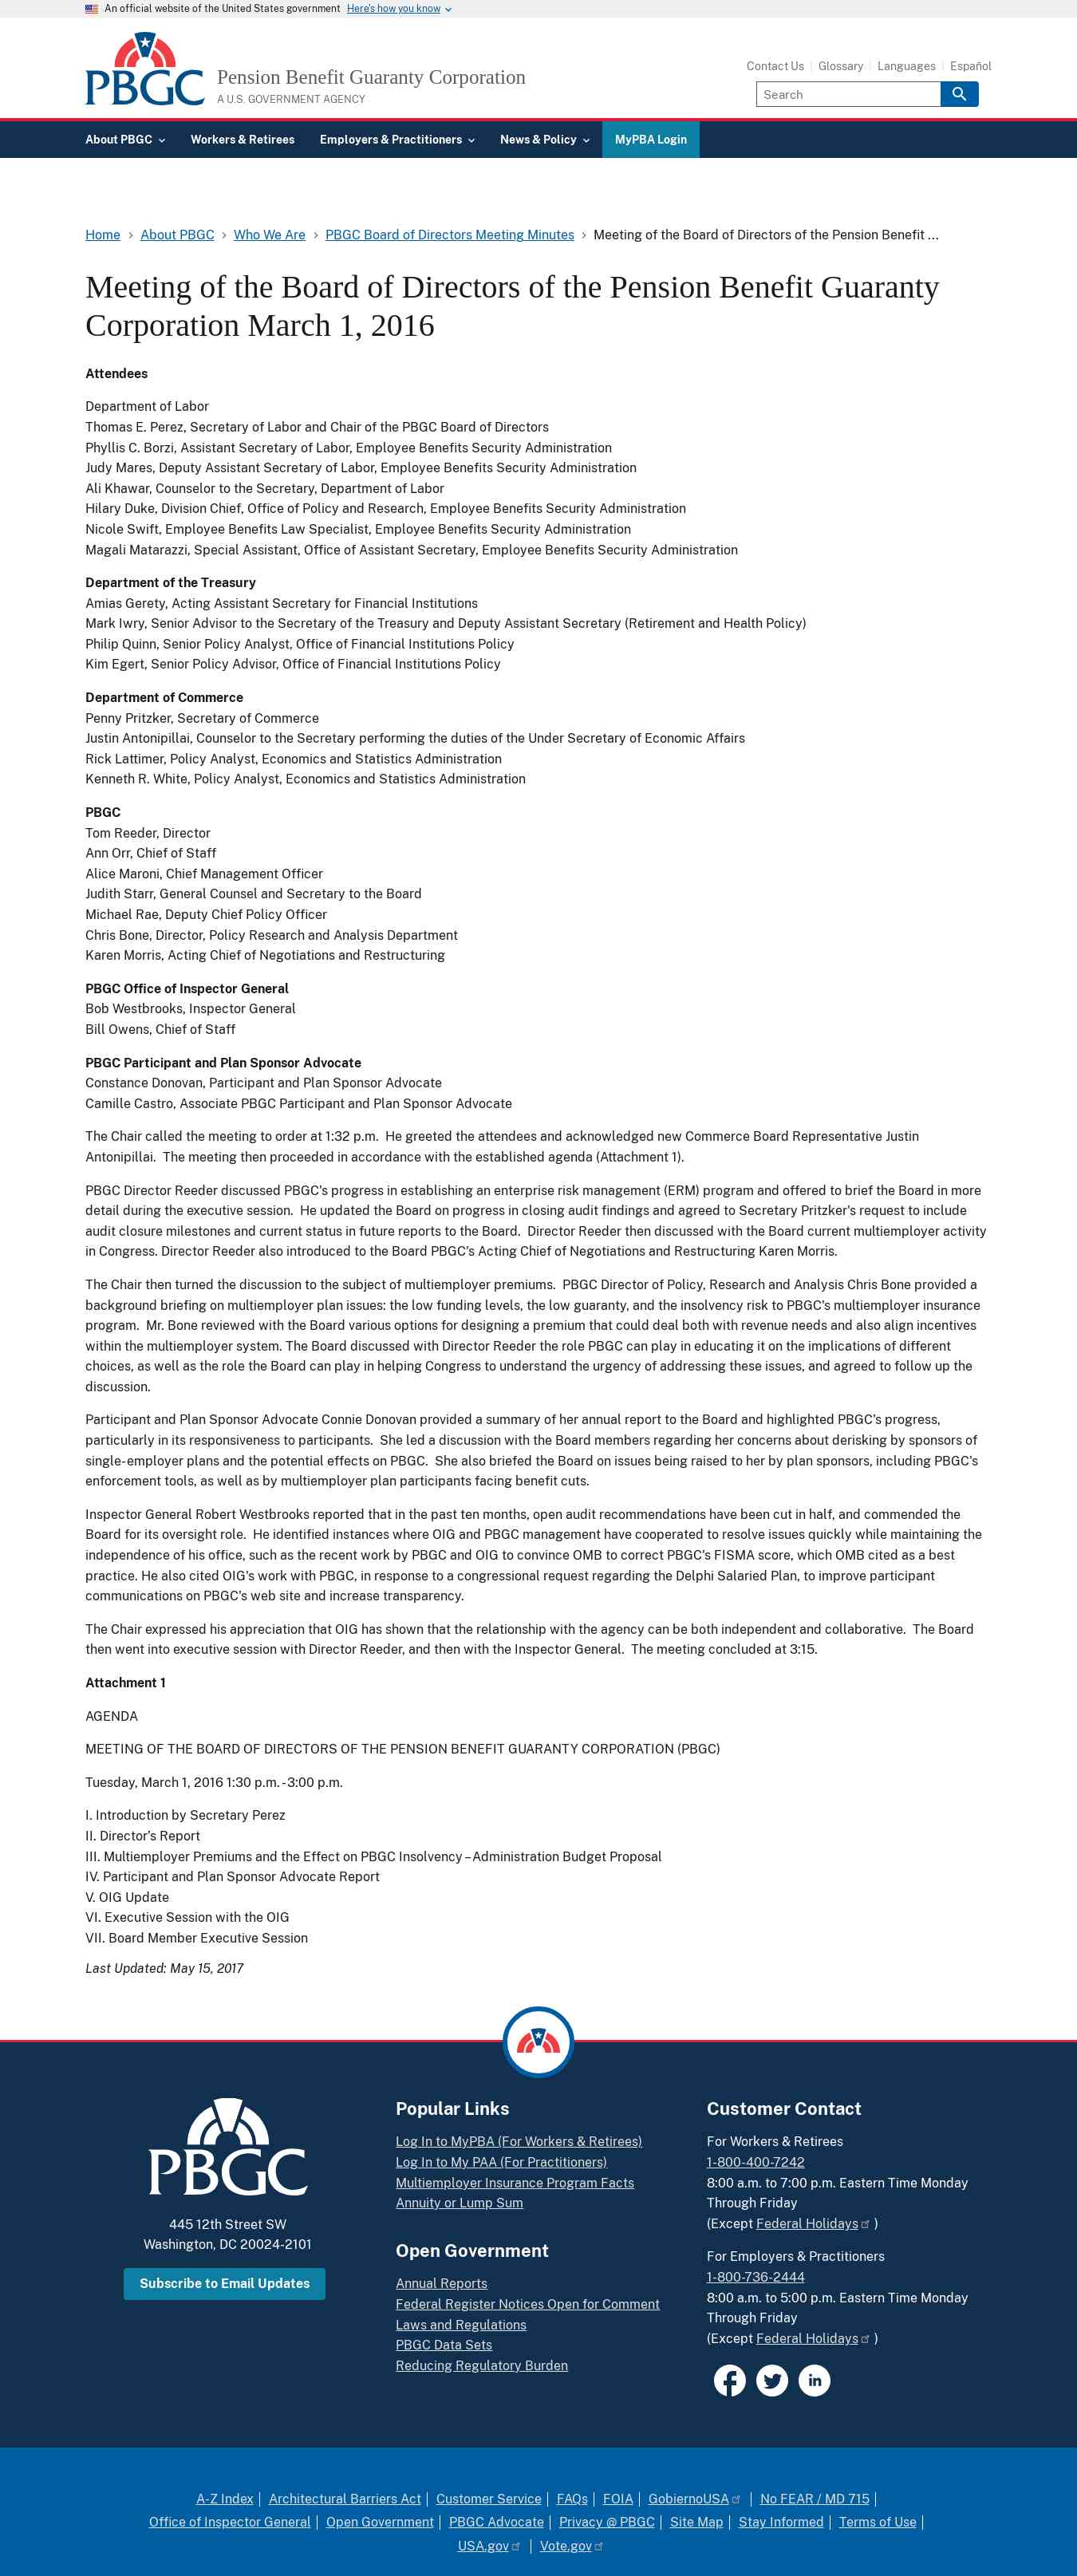 An official website of the United States government Here's how you know
PBGC
Pension Benefit Guaranty Corporation
A U.S. GOVERNMENT AGENCY
Contact Us Glossary Languages Español
Search
About PBGC Workers & Retirees Employers & Practitioners News & Policy MyPBA Login
Home About PBGC Who We Are PBGC Board of Directors Meeting Minutes Meeting of the Board of Directors of the Pension Benefit ...
Meeting of the Board of Directors of the Pension Benefit Guaranty
Corporation March 1, 2016
Attendees
Department of Labor
Thomas E. Perez, Secretary of Labor and Chair of the PBGC Board of Directors
Phyllis C. Borzi, Assistant Secretary of Labor, Employee Benefits Security Administration
Judy Mares, Deputy Assistant Secretary of Labor, Employee Benefits Security Administration
Ali Khawar, Counselor to the Secretary, Department of Labor
Hilary Duke, Division Chief, Office of Policy and Research, Employee Benefits Security Administration
Nicole Swift, Employee Benefits Law Specialist, Employee Benefits Security Administration
Magali Matarazzi, Special Assistant, Office of Assistant Secretary, Employee Benefits Security Administration
Department of the Treasury
Amias Gerety, Acting Assistant Secretary for Financial Institutions
Mark Iwry, Senior Advisor to the Secretary of the Treasury and Deputy Assistant Secretary (Retirement and Health Policy)
Philip Quinn, Senior Policy Analyst, Office of Financial Institutions Policy
Kim Egert, Senior Policy Advisor, Office of Financial Institutions Policy
Department of Commerce
Penny Pritzker, Secretary of Commerce
Justin Antonipillai, Counselor to the Secretary performing the duties of the Under Secretary of Economic Affairs
Rick Lattimer, Policy Analyst, Economics and Statistics Administration
Kenneth R. White, Policy Analyst, Economics and Statistics Administration
PBGC
Tom Reeder, Director
Ann Orr, Chief of Staff
Alice Maroni, Chief Management Officer
Judith Starr, General Counsel and Secretary to the Board
Michael Rae, Deputy Chief Policy Officer
Chris Bone, Director, Policy Research and Analysis Department
Karen Morris, Acting Chief of Negotiations and Restructuring
PBGC Office of Inspector General
Bob Westbrooks, Inspector General
Bill Owens, Chief of Staff
PBGC Participant and Plan Sponsor Advocate
Constance Donovan, Participant and Plan Sponsor Advocate
Camille Castro, Associate PBGC Participant and Plan Sponsor Advocate
The Chair called the meeting to order at 1:32 p.m.  He greeted the attendees and acknowledged new Commerce Board Representative Justin
Antonipillai.  The meeting then proceeded in accordance with the established agenda (Attachment 1).
PBGC Director Reeder discussed PBGC's progress in establishing an enterprise risk management (ERM) program and offered to brief the Board in more
detail during the executive session.  He updated the Board on progress in closing audit findings and agreed to Secretary Pritzker's request to include
audit closure milestones and current status in future reports to the Board.  Director Reeder then discussed with the Board current multiemployer activity
in Congress. Director Reeder also introduced to the Board PBGC's Acting Chief of Negotiations and Restructuring Karen Morris.
The Chair then turned the discussion to the subject of multiemployer premiums.  PBGC Director of Policy, Research and Analysis Chris Bone provided a
background briefing on multiemployer plan issues: the low funding levels, the low guaranty, and the insolvency risk to PBGC's multiemployer insurance
program.  Mr. Bone reviewed with the Board various options for designing a premium that could deal both with revenue needs and also align incentives
within the multiemployer system. The Board discussed with Director Reeder the role PBGC can play in educating it on the implications of different
choices, as well as the role the Board can play in helping Congress to understand the urgency of addressing these issues, and agreed to follow up the
discussion.
Participant and Plan Sponsor Advocate Connie Donovan provided a summary of her annual report to the Board and highlighted PBGC's progress,
particularly in its responsiveness to participants.  She led a discussion with the Board members regarding her concerns about derisking by sponsors of
single-employer plans and the potential effects on PBGC.  She also briefed the Board on issues being raised to her by plan sponsors, including PBGC's
enforcement tools, as well as by multiemployer plan participants facing benefit cuts.
Inspector General Robert Westbrooks reported that in the past ten months, open audit recommendations have been cut in half, and commended the
Board for its oversight role.  He identified instances where OIG and PBGC management have cooperated to resolve issues quickly while maintaining the
independence of his office, such as the recent work by PBGC and OIG to convince OMB to correct PBGC's FISMA score, which OMB cited as a best
practice. He also cited OIG's work with PBGC, in response to a congressional request regarding the Delphi Salaried Plan, to improve participant
communications on PBGC's web site and increase transparency.
The Chair expressed his appreciation that OIG has shown that the relationship with the agency can be both independent and collaborative.  The Board
then went into executive session with Director Reeder, and then with the Inspector General.  The meeting concluded at 3:15.
Attachment 1
AGENDA
MEETING OF THE BOARD OF DIRECTORS OF THE PENSION BENEFIT GUARANTY CORPORATION (PBGC)
Tuesday, March 1, 2016 1:30 p.m. - 3:00 p.m.
I. Introduction by Secretary Perez
II. Director's Report
III. Multiemployer Premiums and the Effect on PBGC Insolvency – Administration Budget Proposal
IV. Participant and Plan Sponsor Advocate Report
V. OIG Update
VI. Executive Session with the OIG
VII. Board Member Executive Session
Last Updated: May 15, 2017
PBGC
445 12th Street SW
Washington, DC 20024-2101
Subscribe to Email Updates
Popular Links
Log In to MyPBA (For Workers & Retirees)
Log In to My PAA (For Practitioners)
Multiemployer Insurance Program Facts
Annuity or Lump Sum
Open Government
Annual Reports
Federal Register Notices Open for Comment
Laws and Regulations
PBGC Data Sets
Reducing Regulatory Burden
Customer Contact
For Workers & Retirees
1-800-400-7242
8:00 a.m. to 7:00 p.m. Eastern Time Monday
Through Friday
(Except Federal Holidays )
For Employers & Practitioners
1-800-736-2444
8:00 a.m. to 5:00 p.m. Eastern Time Monday
Through Friday
(Except Federal Holidays )
A-Z Index Architectural Barriers Act Customer Service FAQs FOIA GobiernoUSA No FEAR / MD 715
Office of Inspector General Open Government PBGC Advocate Privacy @ PBGC Site Map Stay Informed Terms of Use
USA.gov Vote.gov